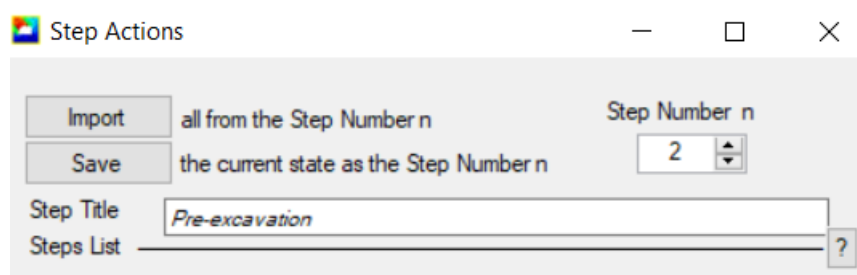 Step Actions
Import all from the Step Number n Step Number n
Save the current state as the Step Number n 2
Step Title Pre-excavation
Steps List ?